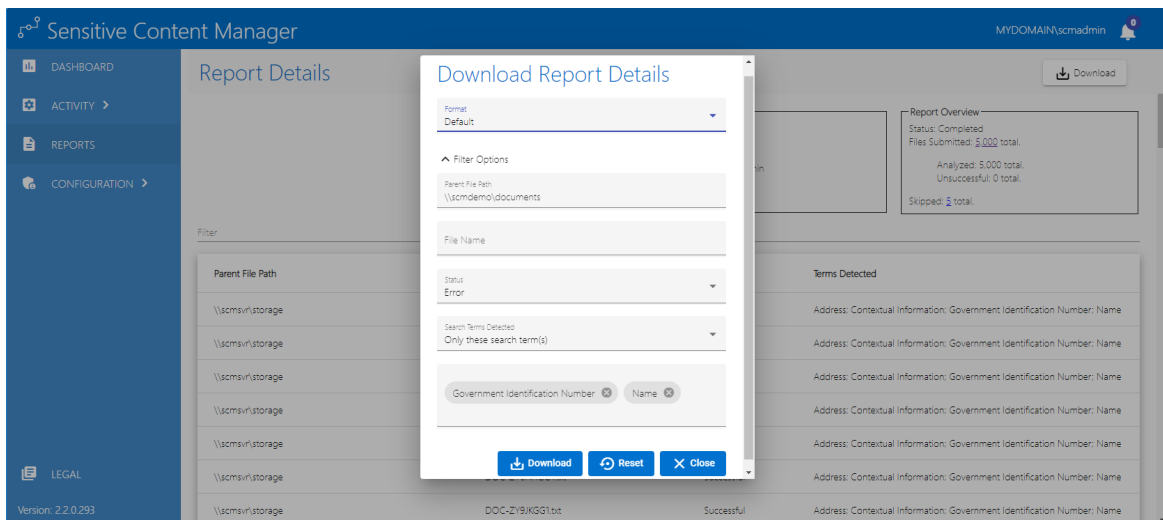 Sensitive Content Manager
MYDOMAIN\scmadmin
0
DASHBOARD
ACTIVITY
REPORTS
CONFIGURATION
LEGAL
Version: 2.2.0.293
Report Details
Download
Report Overview
Status: Completed
Files Submitted: 5,000 total.
Analyzed: 5,000 total.
Unsuccessful: 0 total.
Skipped: 5 total.
Filter
Parent File Path
Terms Detected
\\scmsvr\storage
Address: Contextual Information; Government Identification Number; Name
\\scmsvr\storage
Address: Contextual Information; Government Identification Number; Name
\\scmsvr\storage
Address: Contextual Information; Government Identification Number; Name
\\scmsvr\storage
Address: Contextual Information; Government Identification Number; Name
\\scmsvr\storage
Address: Contextual Information; Government Identification Number; Name
\\scmsvr\storage
Address: Contextual Information; Government Identification Number; Name
\\scmsvr\storage
DOC-ZY9JKGG1.txt
Successful
Address: Contextual Information; Government Identification Number; Name
Download Report Details
Format
Default
Filter Options
Parent File Path
\\scmdemo\documents
File Name
Status
Error
Search Terms Detected
Only these search term(s)
Government Identification Number
Name
Download
Reset
Close